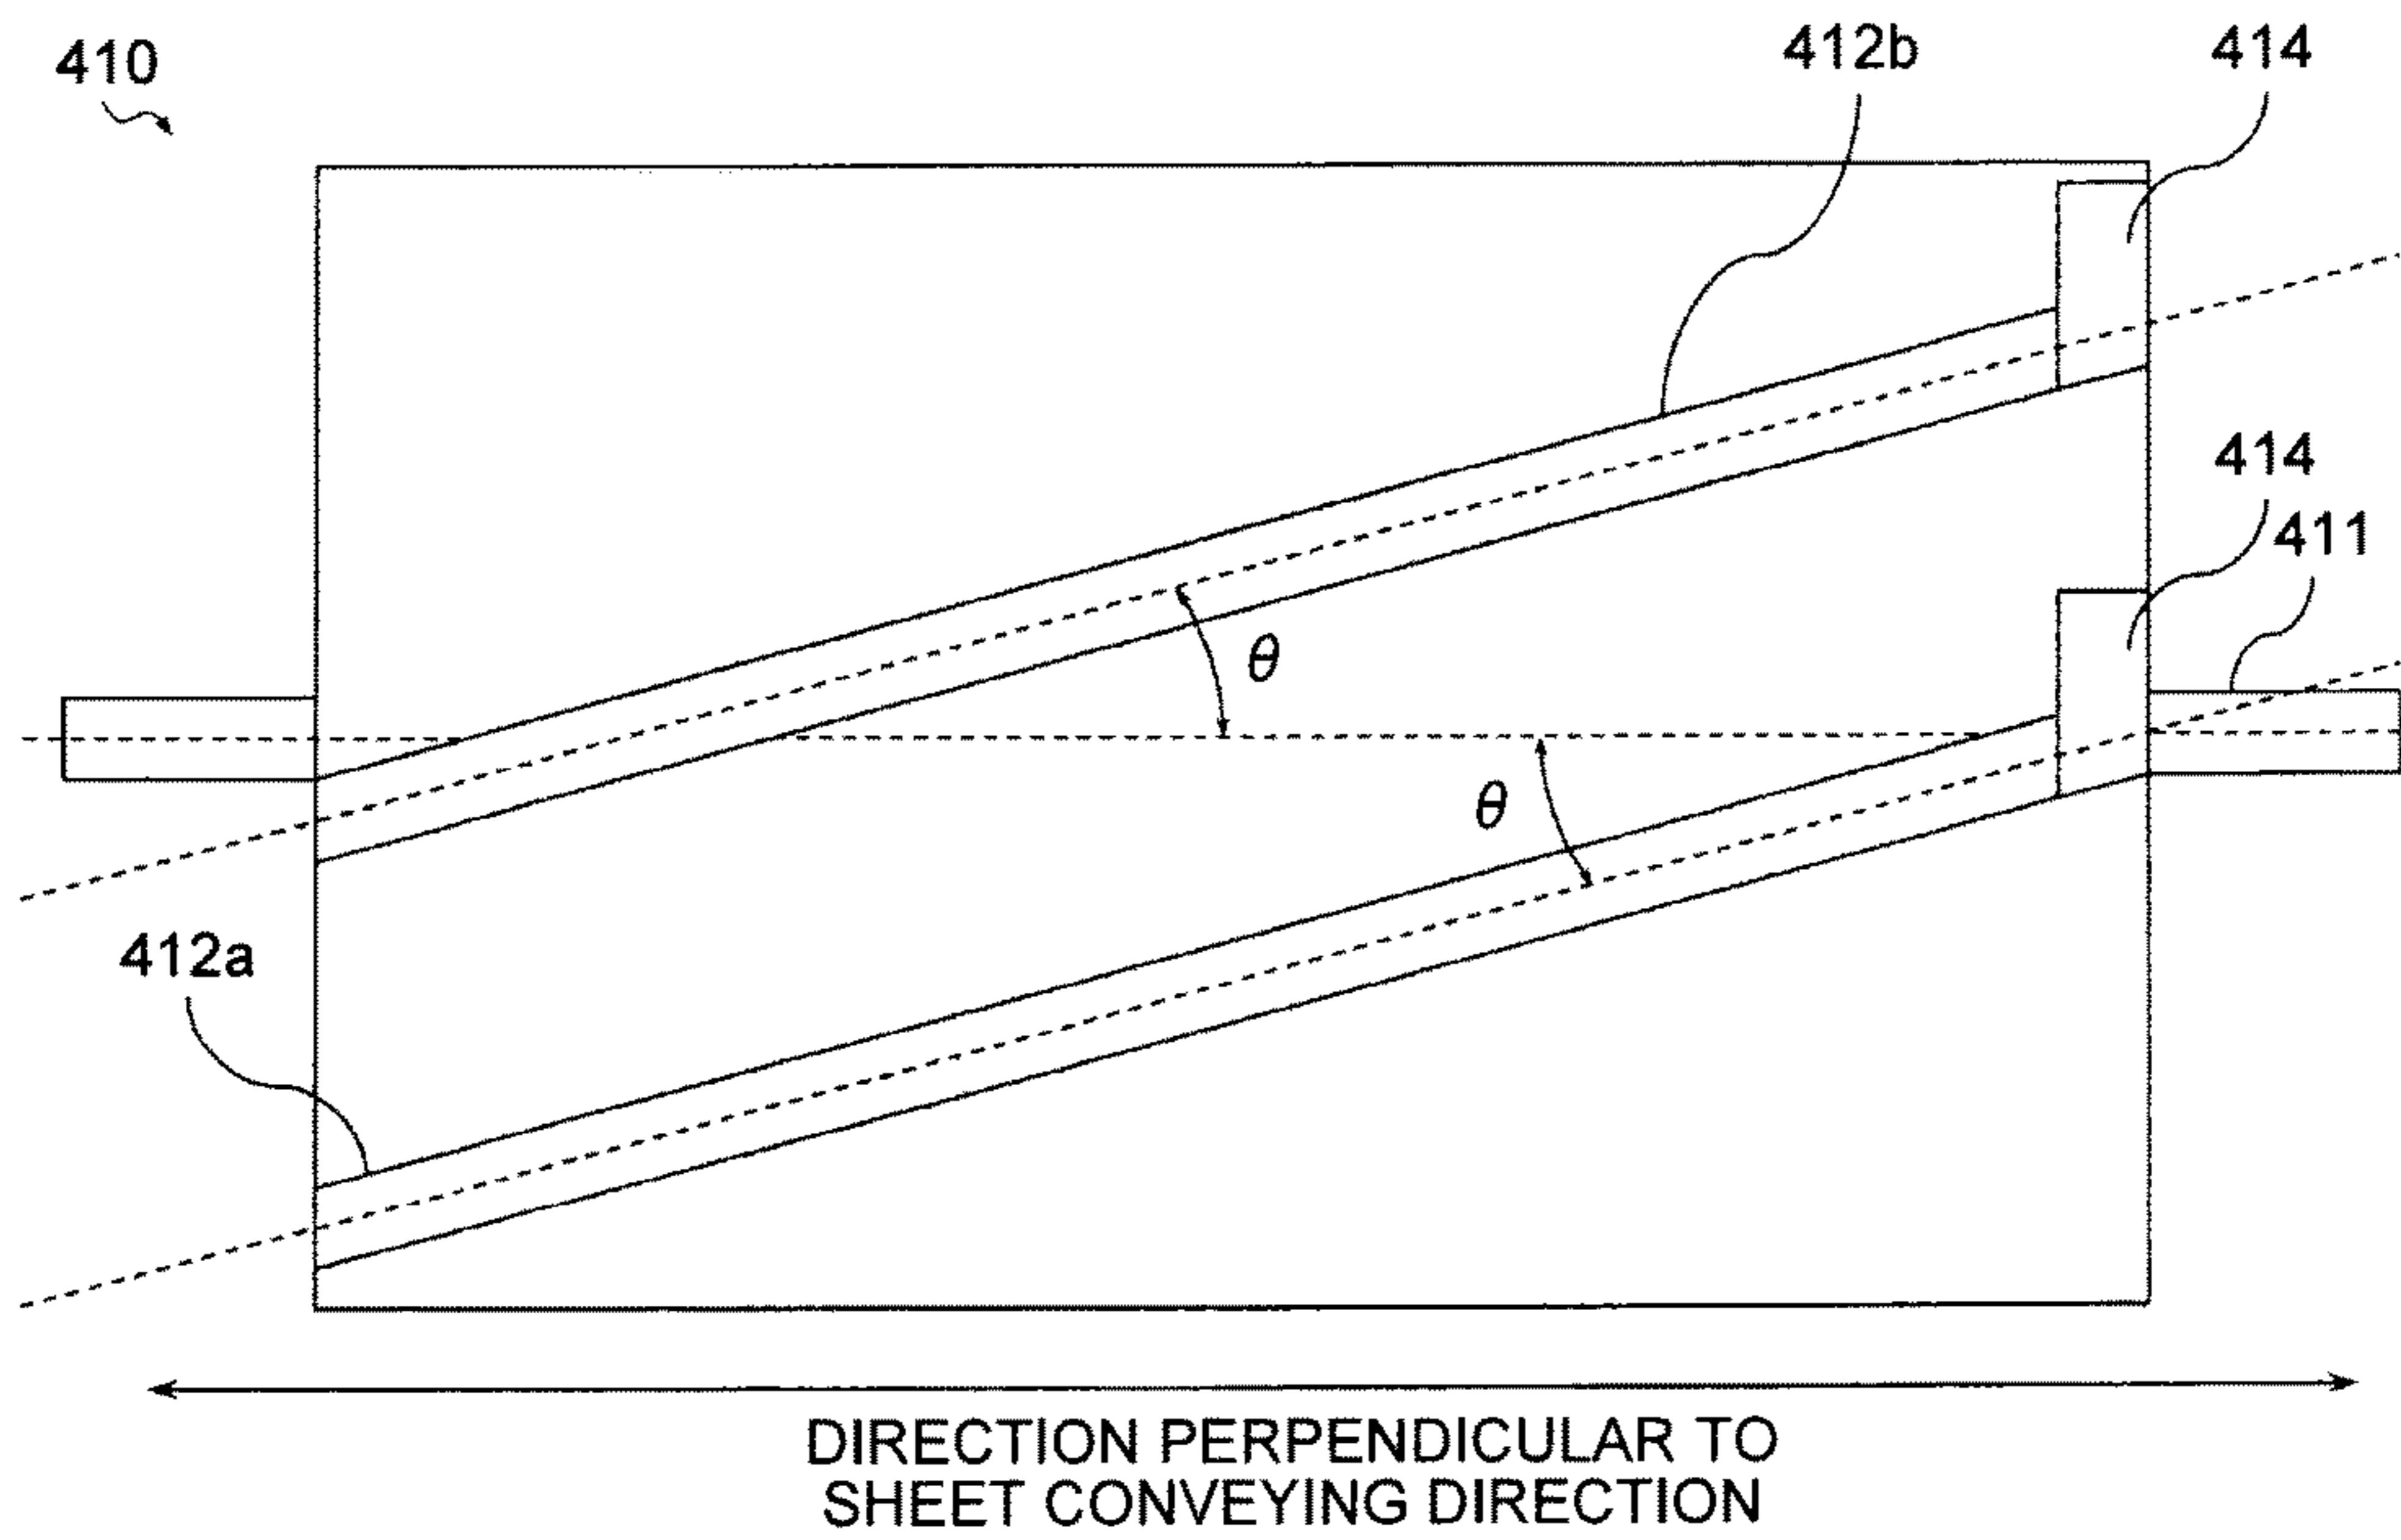 410
412b
414
414
411
θ
θ
412a
DIRECTION PERPENDICULAR TO
SHEET CONVEYING DIRECTION